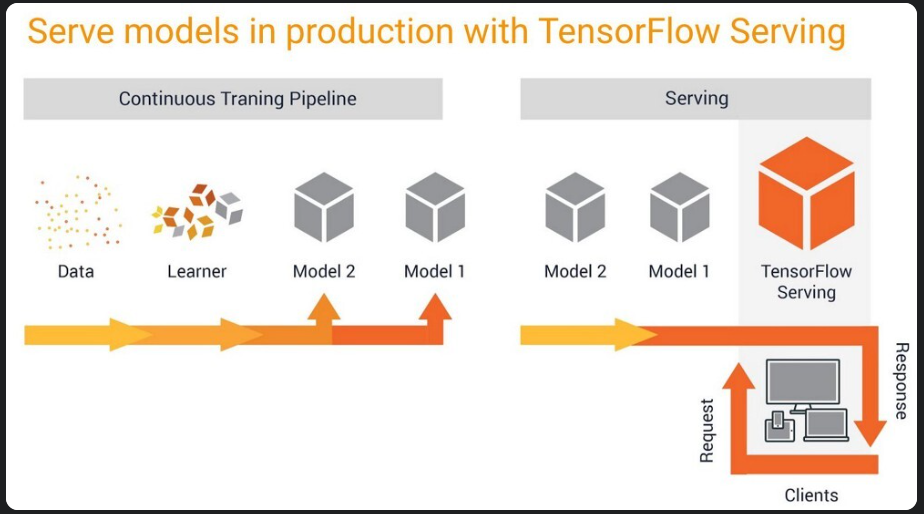 Serve models in production with TensorFlow Serving
Continuous Traning Pipeline
Serving
Data
Learner
Model 2
Model 1
Model 2
Model 1
TensorFlow
Serving
Response
Request
Clients